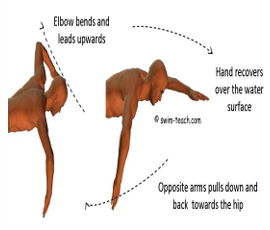 Elbow bends and
leads upwards
Hand recovers
over the water
surface
© swim-teach.com
Opposite arms pulls down and
back towards the hip